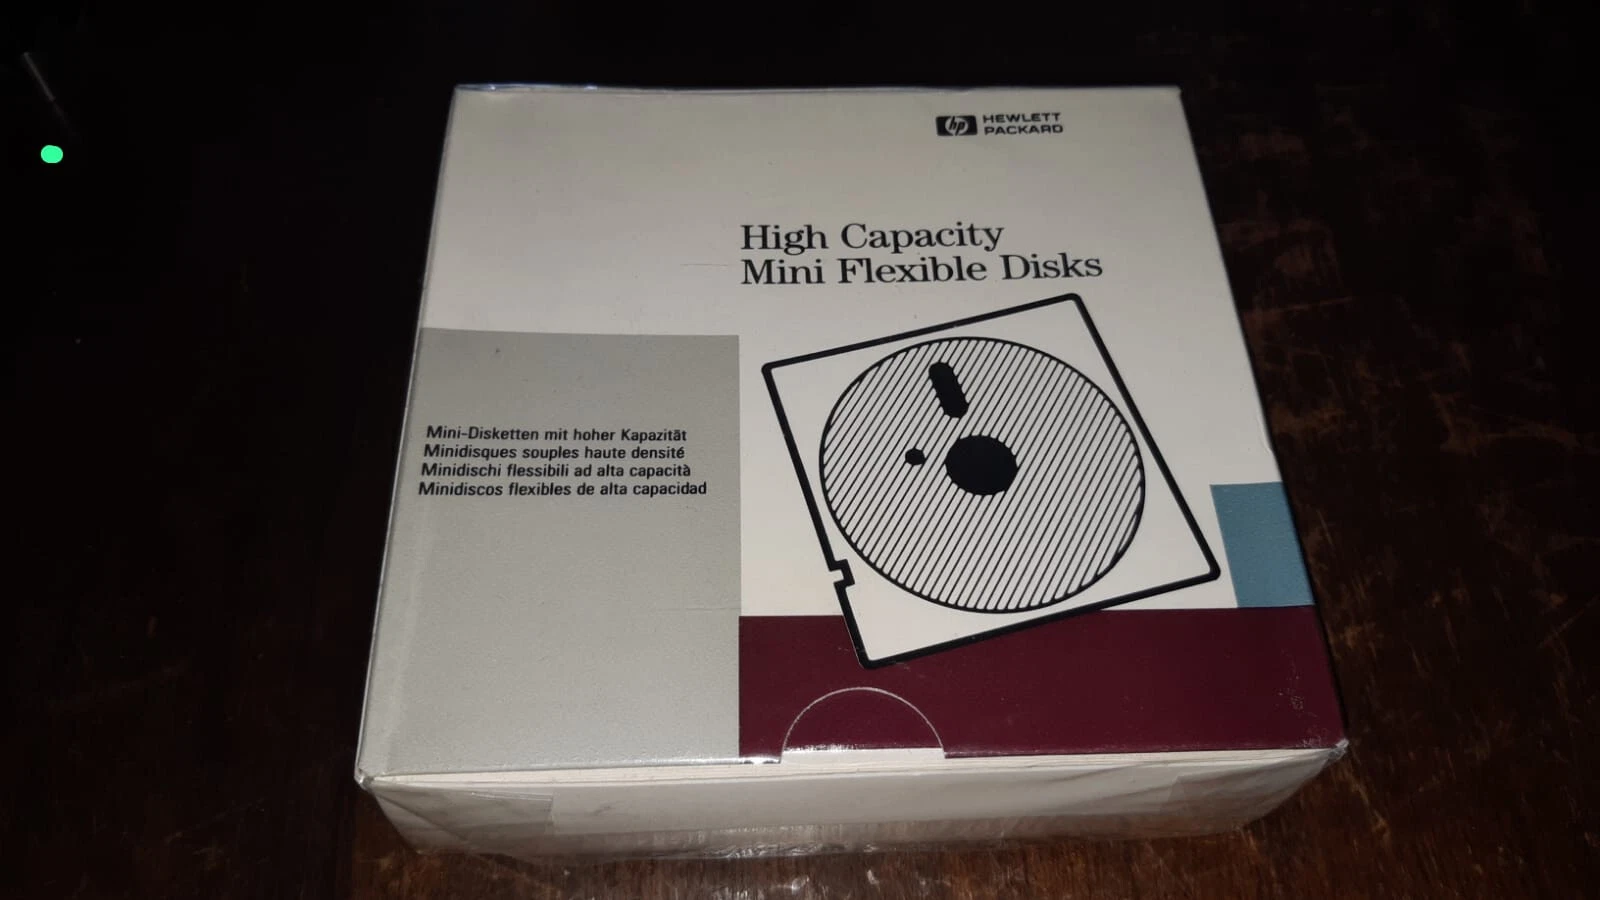 hp HEWLETT
PACKARD
High Capacity
Mini Flexible Disks
Mini-Disketten mit hoher Kapazität
Minidisques souples haute densité
Minidischi flessibili ad alta capacità
Minidiscos flexibles de alta capacidad